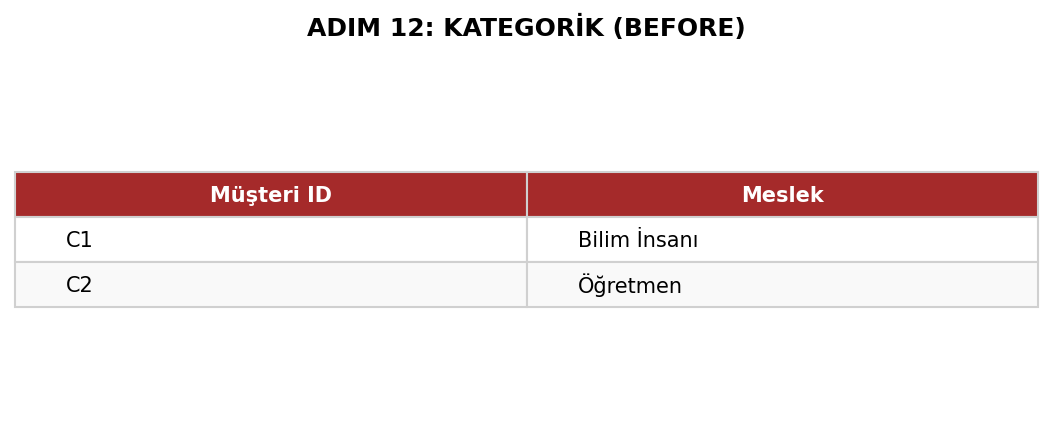 ADIM 12: KATEGORİK (BEFORE)
Müşteri ID Meslek
C1 Bilim İnsanı
C2 Öğretmen